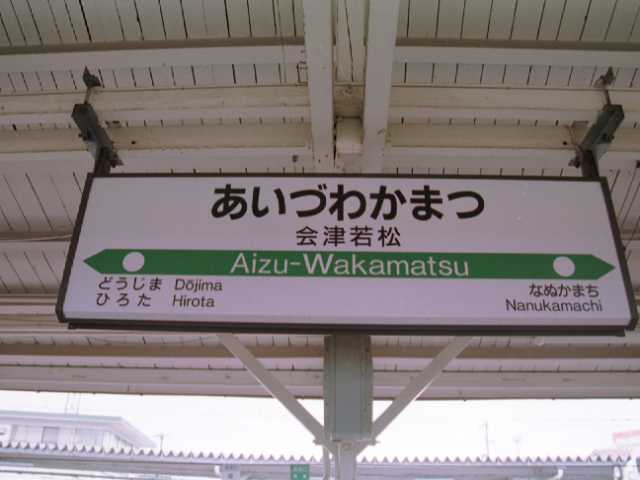 あいづわかまつ
会津若松
Aizu-Wakamatsu
どうじま Dōjima
ひろた Hirota
なぬかまち
Nanukamachi